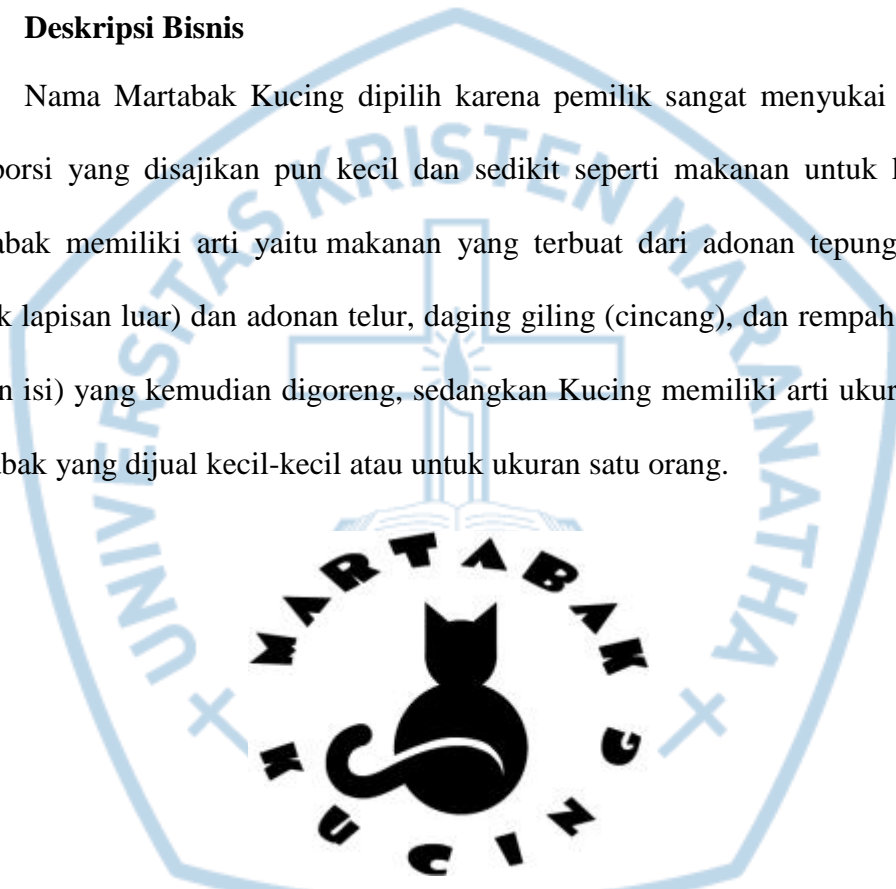 Deskripsi Bisnis
Nama Martabak Kucing dipilih karena pemilik sangat menyukai
porsi yang disajikan pun kecil dan sedikit seperti makanan untuk
abak memiliki arti yaitu makanan yang terbuat dari adonan tepung
k lapisan luar) dan adonan telur, daging giling (cincang), dan rempah
n isi) yang kemudian digoreng, sedangkan Kucing memiliki arti ukur
abak yang dijual kecil-kecil atau untuk ukuran satu orang.
UNIVERSITAS KRISTEN MARANATHA
MARTABAK
KUCING